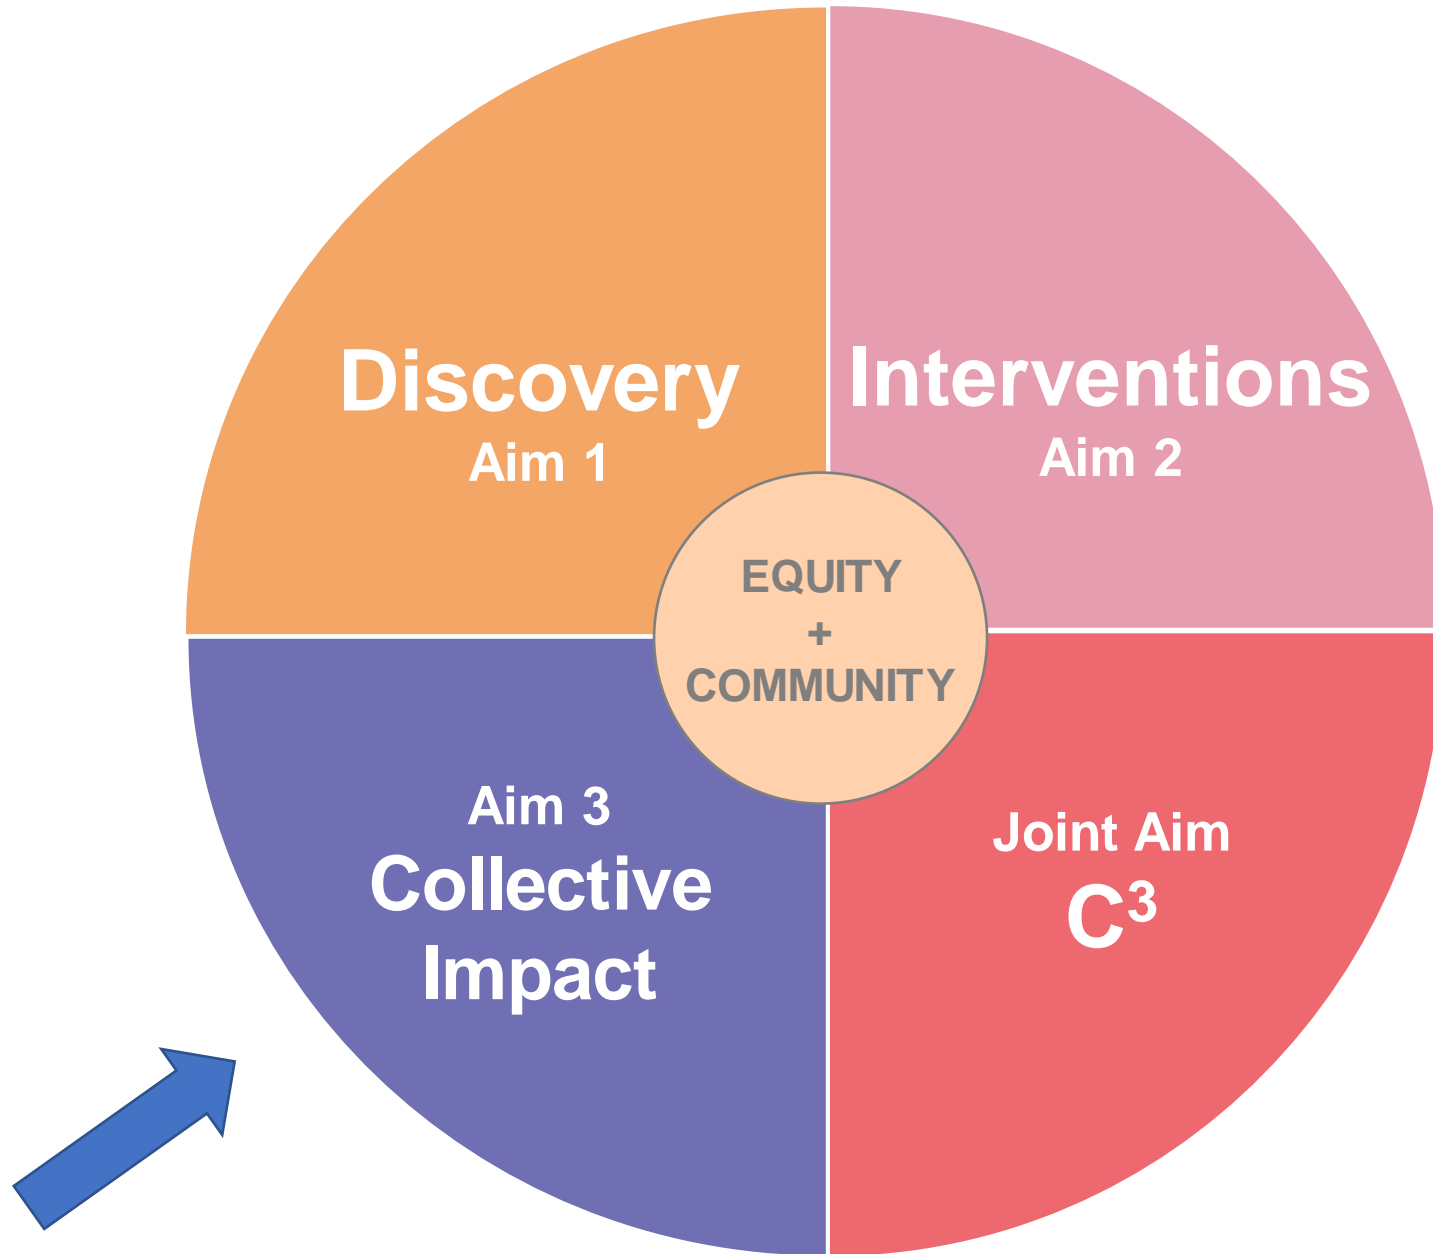 Discovery
Aim 1
Interventions
Aim 2
EQUITY
+
COMMUNITY
Aim 3
Collective
Impact
Joint Aim
C³